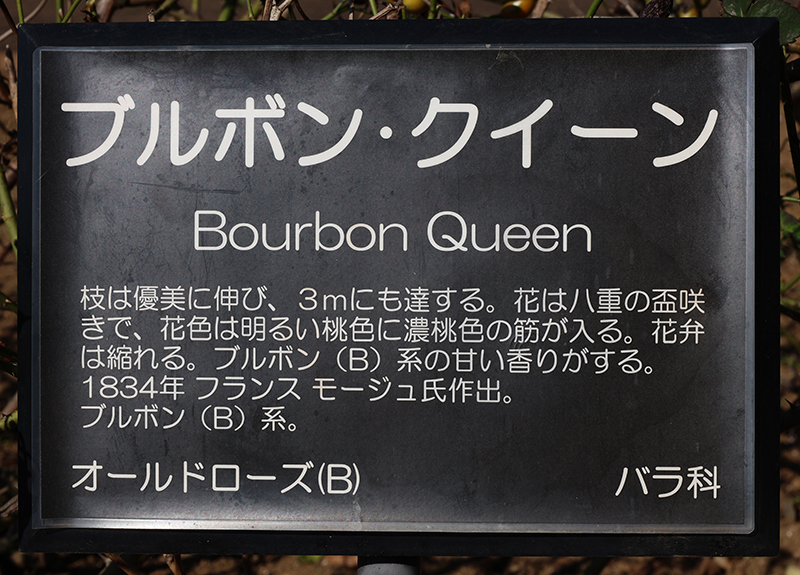 ブルボン・クイーン
Bourbon Queen
枝は優美に伸び、３ｍにも達する。花は八重の盃咲
きで、花色は明るい桃色に濃桃色の筋が入る。花弁
は縮れる。ブルボン（B）系の甘い香りがする。
1834年 フランス モージュ氏作出。
ブルボン（B）系。
オールドローズ(B)
バラ科